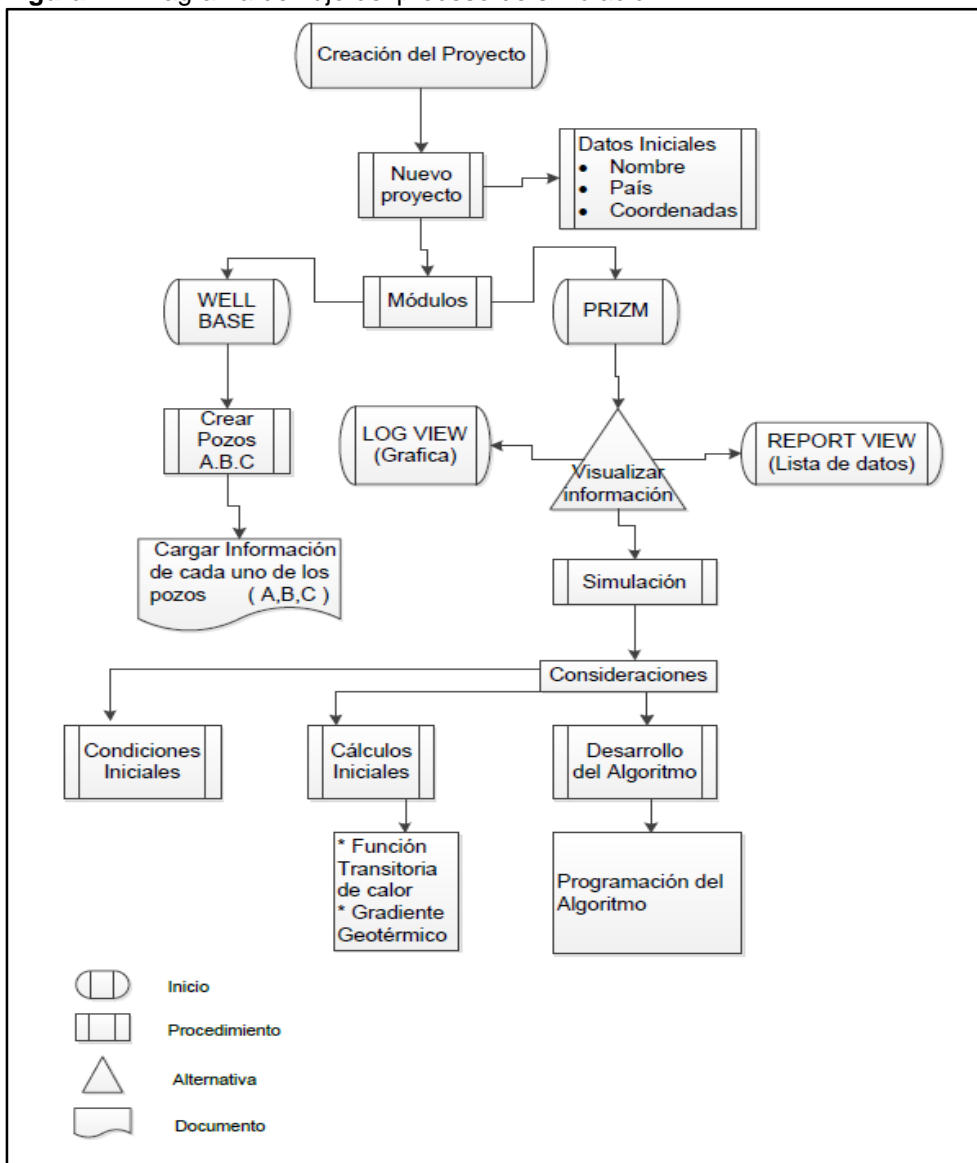 Creación del Proyecto
Nuevo
proyecto
Datos Iniciales
• Nombre
• País
• Coordenadas
WELL
BASE
Módulos
PRIZM
Crear
Pozos
A.B.C
LOG VIEW
(Grafica)
Visualizar
información
REPORT VIEW
(Lista de datos)
Cargar Información
de cada uno de los
pozos ( A,B,C )
Simulación
Consideraciones
Condiciones
Iniciales
Cálculos
Iniciales
Desarrollo
del Algoritmo
* Función
Transitoria
de calor
* Gradiente
Geotérmico
Programación del
Algoritmo
Inicio
Procedimiento
Alternativa
Documento